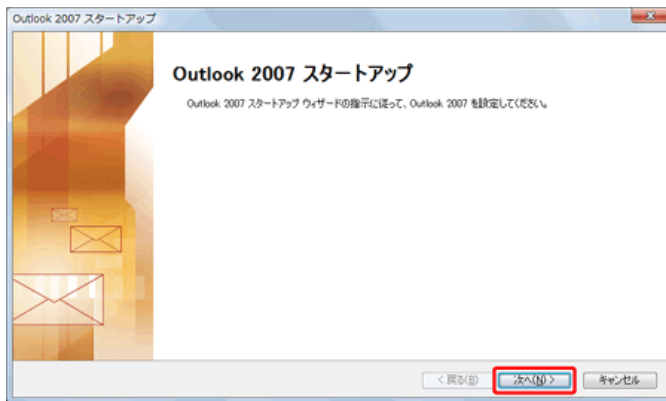 Outlook 2007 スタートアップ
Outlook 2007 スタートアップ
Outlook 2007 スタートアップ ウィザードの指示に従って、Outlook 2007 を設定してください。
< 戻る(B) 次へ(N) > キャンセル